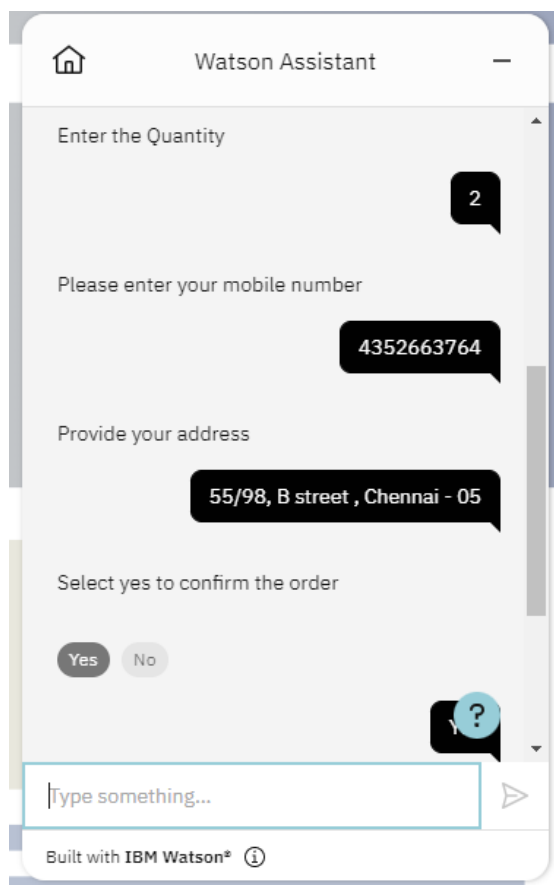 Watson Assistant
Enter the Quantity
2
Please enter your mobile number
4352663764
Provide your address
55/98, B street , Chennai - 05
Select yes to confirm the order
Yes No
?
Type something...
Built with IBM Watson®